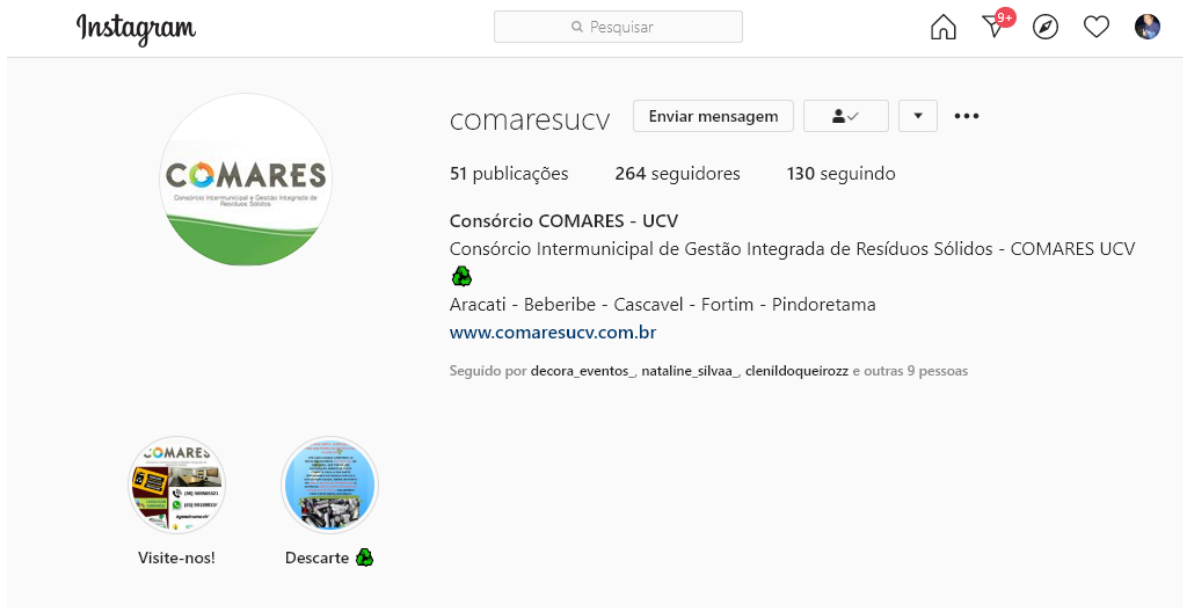 Instagram
Pesquisar
9+
comaresucv
Enviar mensagem
51 publicações 264 seguidores 130 seguindo
COMARES
Consórcio Intermunicipal e Gestão Integrada de
Resíduos Sólidos
Consórcio COMARES - UCV
Consórcio Intermunicipal de Gestão Integrada de Resíduos Sólidos - COMARES UCV
Aracati - Beberibe - Cascavel - Fortim - Pindoretama
www.comaresucv.com.br
Seguido por decora_eventos_, nataline_silvaa_, clenildoqueirozz e outras 9 pessoas
COMARES
Visite-nos!
Descarte